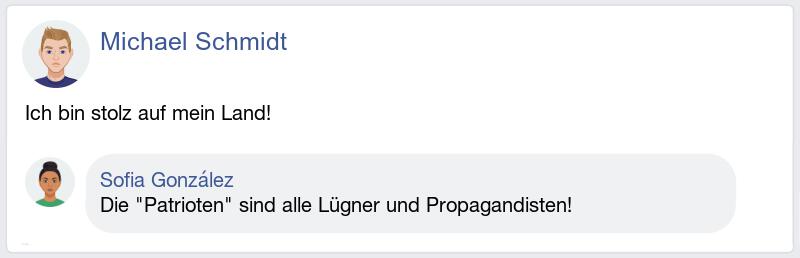 Michael Schmidt
Ich bin stolz auf mein Land!
Sofia González
Die "Patrioten" sind alle Lügner und Propagandisten!